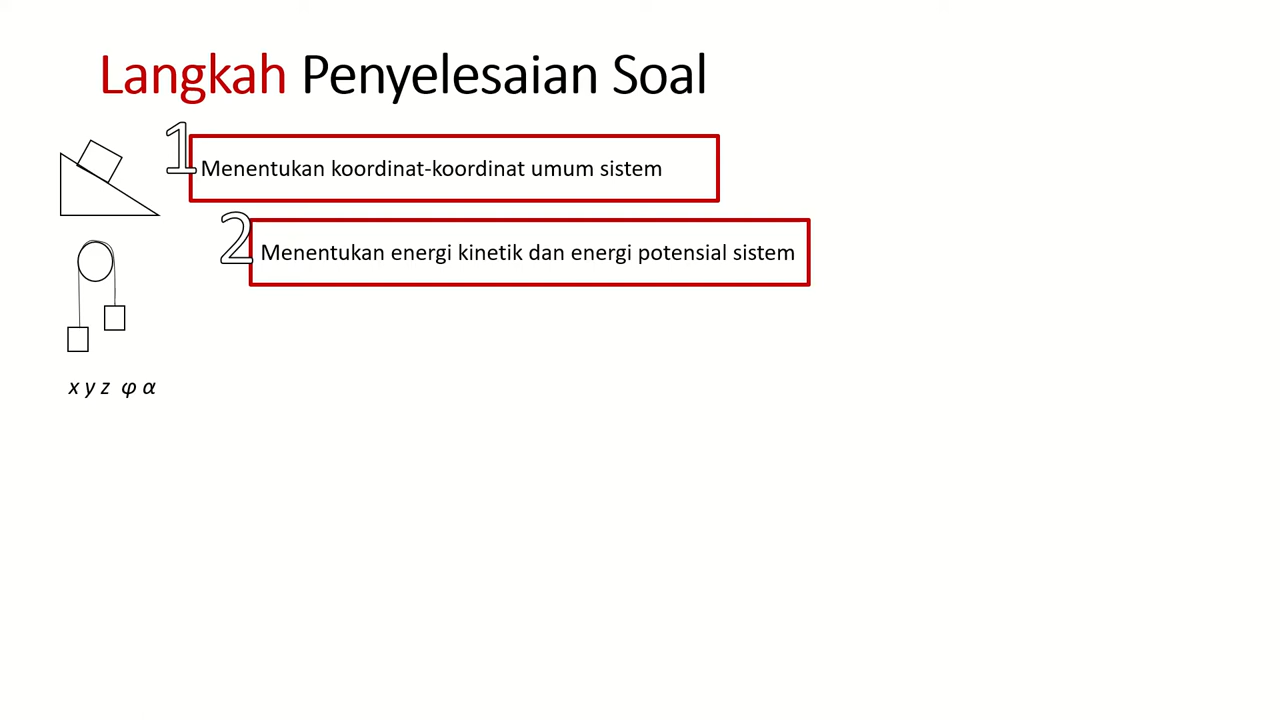 Langkah Penyelesaian Soal
1
Menentukan koordinat-koordinat umum sistem
2
Menentukan energi kinetik dan energi potensial sistem
x y z φ α